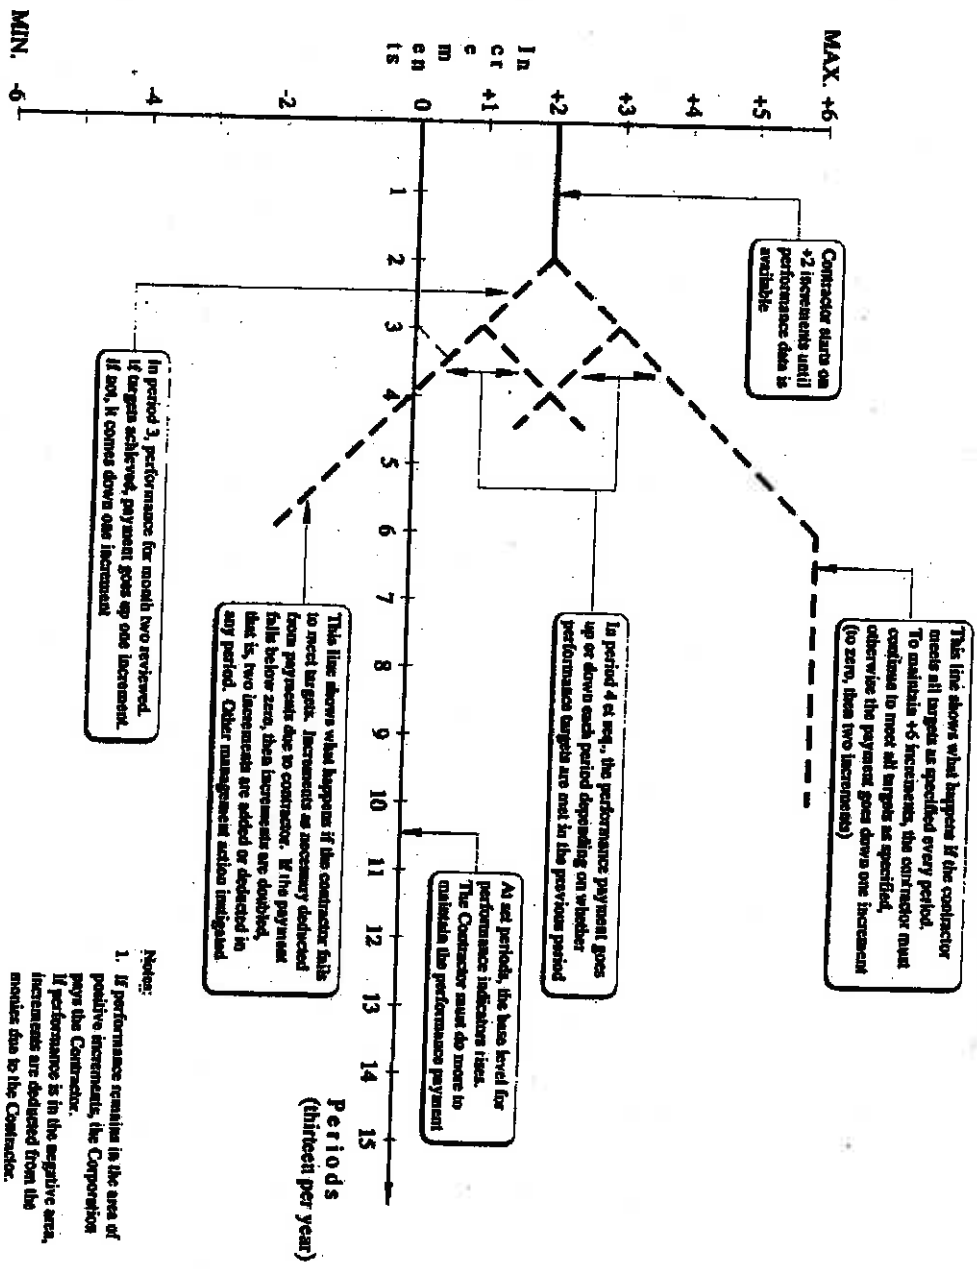 MAX. +6
+5
+4
+3
+2
+1
0
-2
-4
MIN. -6
In
cr
e
m
en
ts
1 2 3 4 5 6 7 8 9 10 11 12 13 14 15
Periods
(thirteen per year)
Contractor starts on
+2 increments until
performance data is
available
This line shows what happens if the contractor
meets all targets as specified every period.
To maintain +6 increments, the contractor must
continue to meet all targets as specified,
otherwise the payment goes down one increment
(to zero, then two increments)
In period 4 et seq., the performance payment goes
up or down each period depending on whether
performance targets are met in the previous period
At set periods, the base level for
performance indicators rises.
The Contractor must do more to
maintain the performance payment
This line shows what happens if the contractor fails
to meet targets. Increments as necessary deducted
from payments due to contractor. If the payment
falls below zero, then increments are doubled,
that is, two increments are added or deducted in
any period. Other management action instigated
In period 3, performance for month two reviewed.
If targets achieved, payment goes up one increment.
If not, it comes down one increment
Notes:
1. If performance remains in the area of
positive increments, the Corporation
pays the Contractor.
If performance is in the negative area,
increments are deducted from the
monies due to the Contractor.